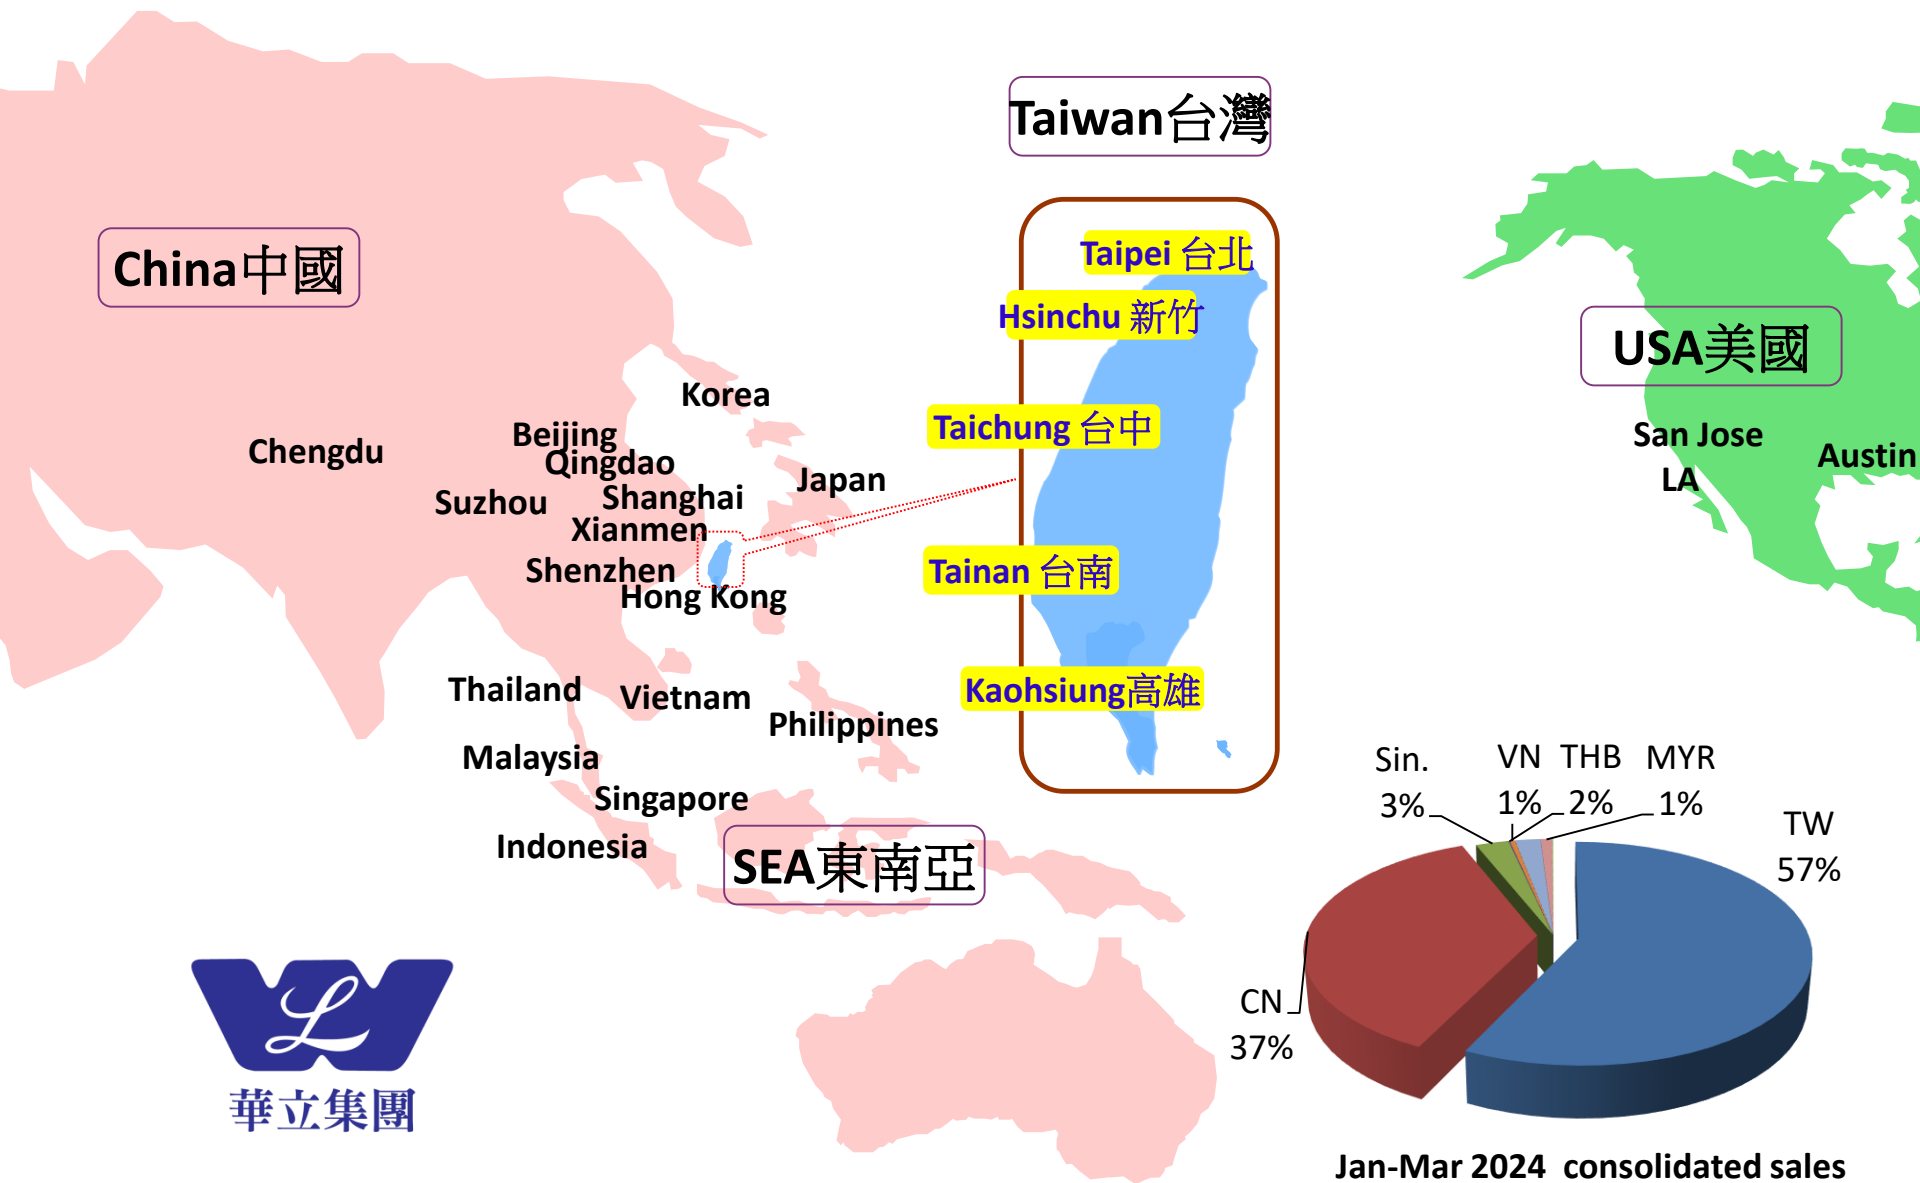 Taiwan台灣
China中國
Taipei 台北
Hsinchu 新竹
USA美國
Korea
Taichung 台中
Beijing
Chengdu
Qingdao
San Jose
Austin
LA
Japan
Suzhou
Shanghai
Xianmen
Shenzhen
Hong Kong
Tainan 台南
Thailand
Vietnam
Kaohsiung高雄
Philippines
Malaysia
Singapore
Indonesia
SEA東南亞
Sin.
3%
VN
1%
THB
2%
MYR
1%
TW
57%
CN
37%
L
華立集團
Jan-Mar 2024 consolidated sales